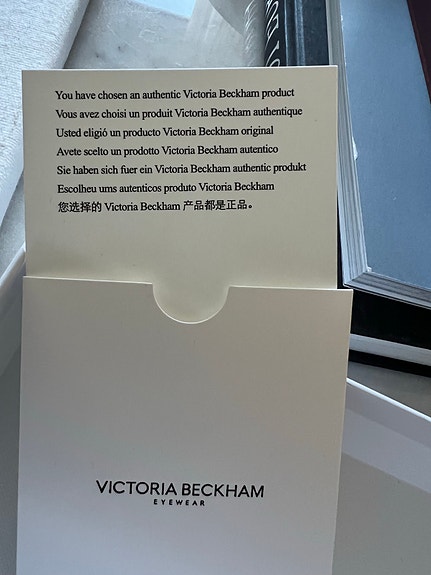 You have chosen an authentic Victoria Beckham product
Vous avez choisi un produit Victoria Beckham authentique
Usted eligió un producto Victoria Beckham original
Avete scelto un prodotto Victoria Beckham autentico
Sie haben sich fuer ein Victoria Beckham authentic produkt
Escolheu ums autenticos produto Victoria Beckham
您选择的 Victoria Beckham 产品都是正品。
VICTORIA BECKHAM
EYEWEAR